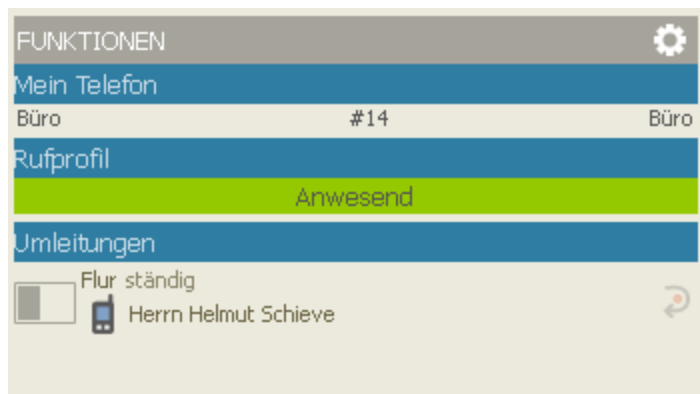 FUNKTIONEN
Mein Telefon
Büro #14 Büro
Rufprofil
Anwesend
Umleitungen
Flur ständig
Herrn Helmut Schieve